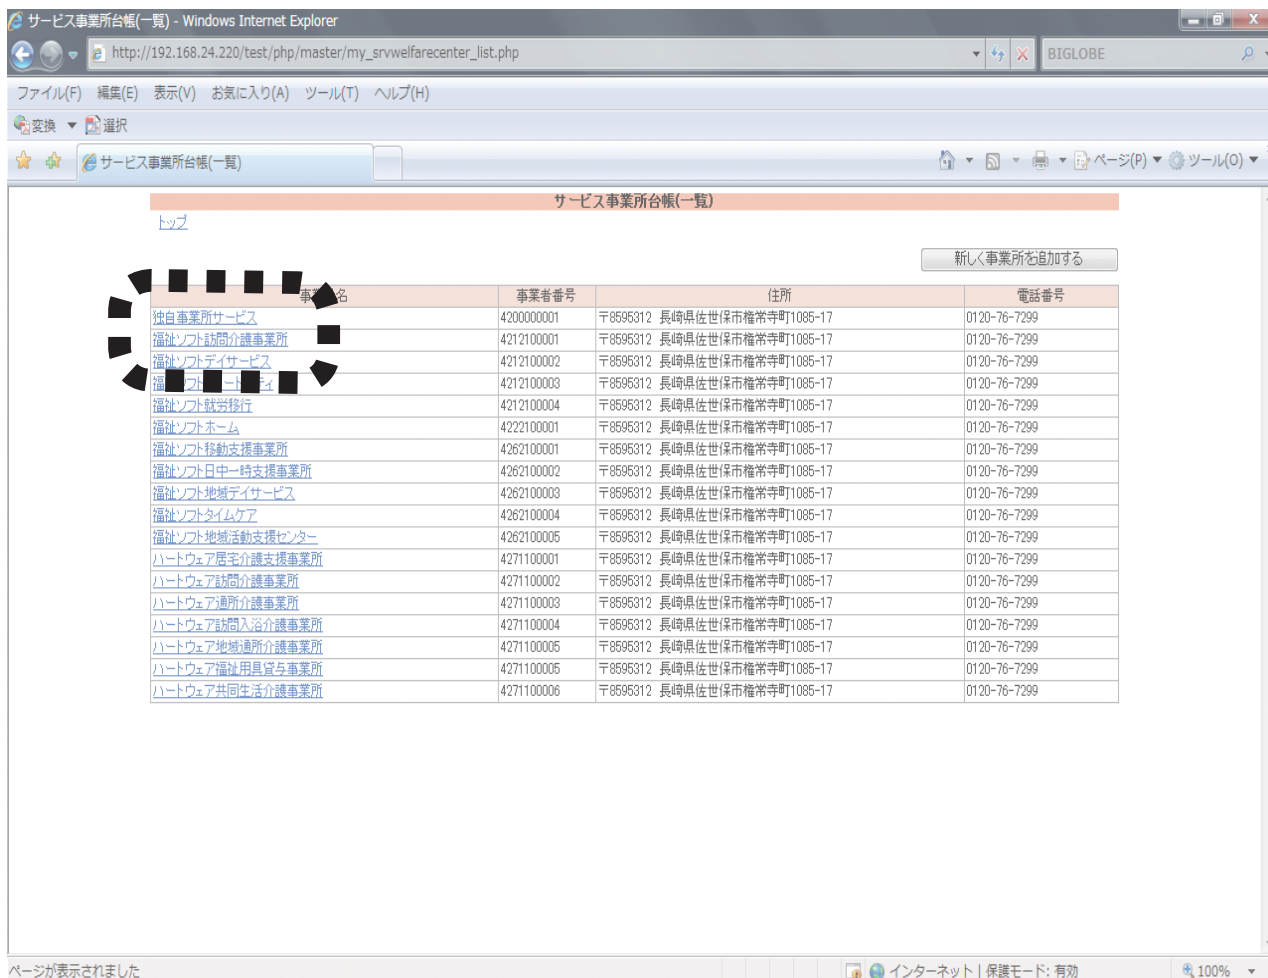 サービス事業所台帳(一覧) - Windows Internet Explorer
http://192.168.24.220/test/php/master/my_srvwelfarecenter_list.php
BIGLOBE
ファイル(F) 編集(E) 表示(V) お気に入り(A) ツール(T) ヘルプ(H)
変換 選択
サービス事業所台帳(一覧)
ページ(P) ツール(O)
サービス事業所台帳(一覧)
トップ
新しく事業所を追加する
名 事業者番号 住所 電話番号
独自事業所サービス 4200000001 〒8595312 長崎県佐世保市権常寺町1085-17 0120-76-7299
福祉ソフト訪問介護事業所 4212100001 〒8595312 長崎県佐世保市権常寺町1085-17 0120-76-7299
福祉ソフトデイサービス 4212100002 〒8595312 長崎県佐世保市権常寺町1085-17 0120-76-7299
4212100003 〒8595312 長崎県佐世保市権常寺町1085-17 0120-76-7299
福祉ソフト就労移行 4212100004 〒8595312 長崎県佐世保市権常寺町1085-17 0120-76-7299
福祉ソフトホーム 4222100001 〒8595312 長崎県佐世保市権常寺町1085-17 0120-76-7299
福祉ソフト移動支援事業所 4262100001 〒8595312 長崎県佐世保市権常寺町1085-17 0120-76-7299
福祉ソフト日中一時支援事業所 4262100002 〒8595312 長崎県佐世保市権常寺町1085-17 0120-76-7299
福祉ソフト地域デイサービス 4262100003 〒8595312 長崎県佐世保市権常寺町1085-17 0120-76-7299
福祉ソフトタイムケア 4262100004 〒8595312 長崎県佐世保市権常寺町1085-17 0120-76-7299
福祉ソフト地域活動支援センター 4262100005 〒8595312 長崎県佐世保市権常寺町1085-17 0120-76-7299
ハートウェア居宅介護支援事業所 4271100001 〒8595312 長崎県佐世保市権常寺町1085-17 0120-76-7299
ハートウェア訪問介護事業所 4271100002 〒8595312 長崎県佐世保市権常寺町1085-17 0120-76-7299
ハートウェア通所介護事業所 4271100003 〒8595312 長崎県佐世保市権常寺町1085-17 0120-76-7299
ハートウェア訪問入浴介護事業所 4271100004 〒8595312 長崎県佐世保市権常寺町1085-17 0120-76-7299
ハートウェア地域通所介護事業所 4271100005 〒8595312 長崎県佐世保市権常寺町1085-17 0120-76-7299
ハートウェア福祉用具貸与事業所 4271100005 〒8595312 長崎県佐世保市権常寺町1085-17 0120-76-7299
ハートウェア共同生活介護事業所 4271100006 〒8595312 長崎県佐世保市権常寺町1085-17 0120-76-7299
ページが表示されました インターネット | 保護モード: 有効 100%